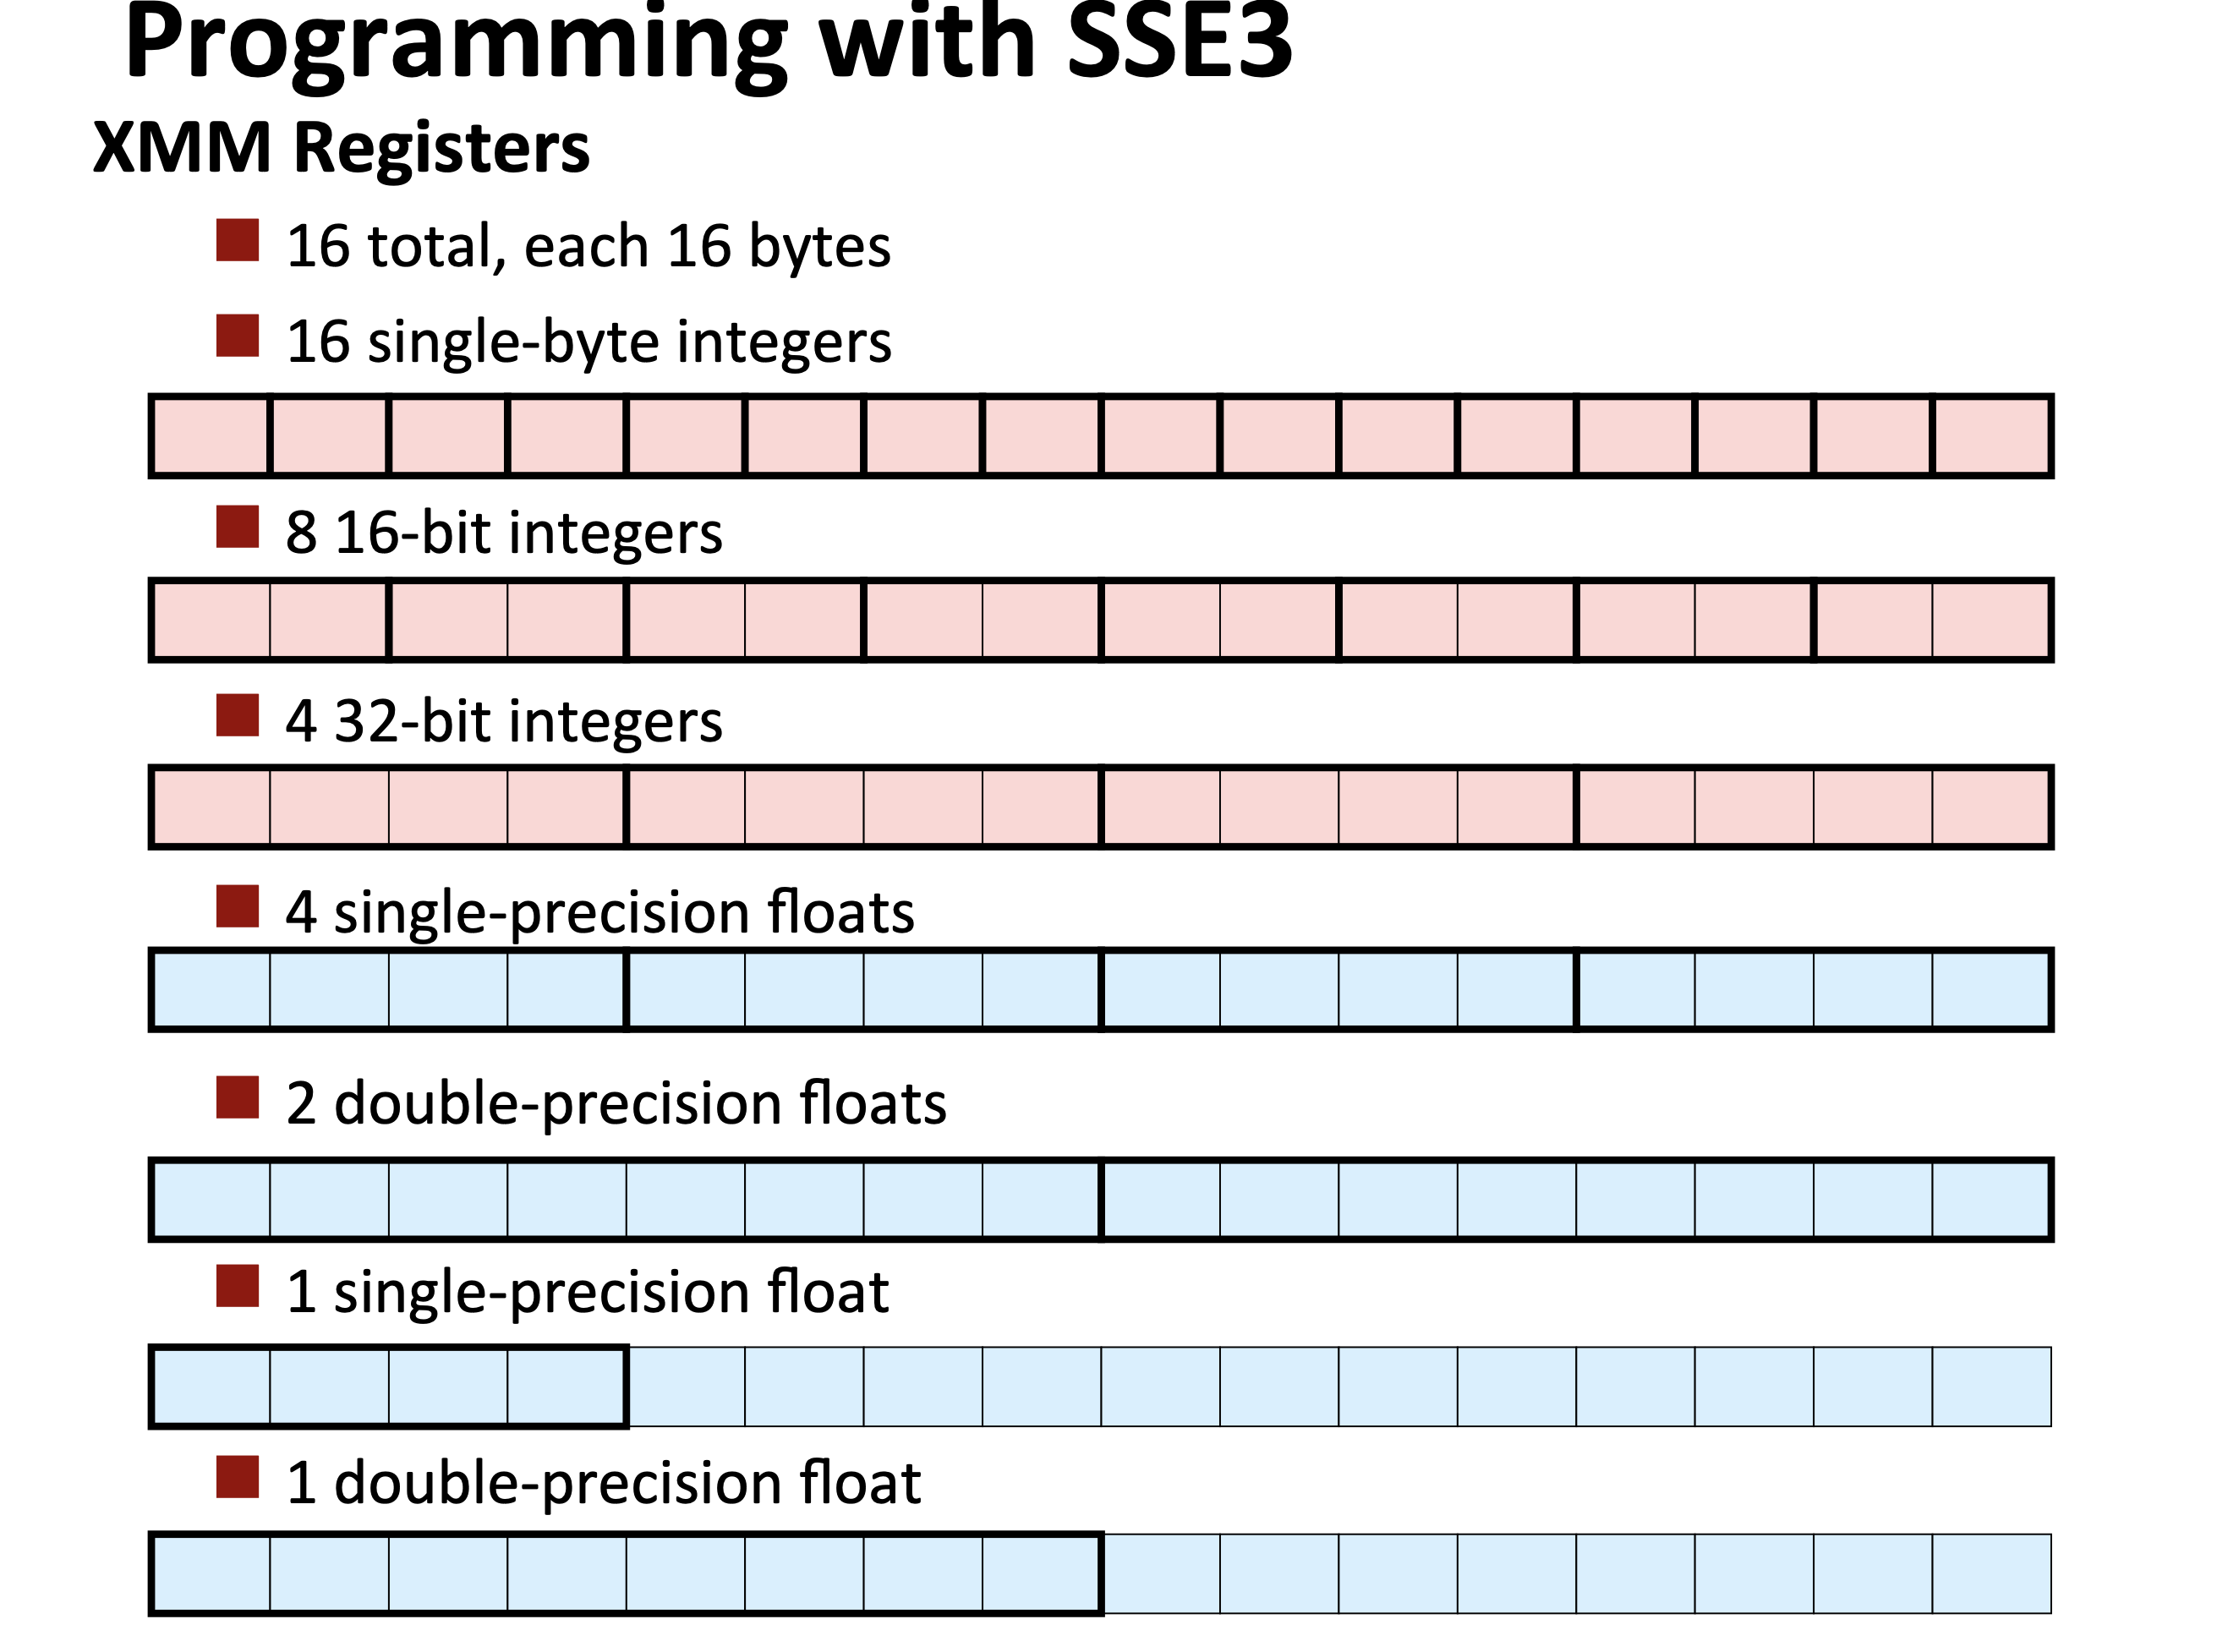 Programming with SSE3
XMM Registers
16 total, each 16 bytes
16 single-byte integers
8 16-bit integers
4 32-bit integers
4 single-precision floats
2 double-precision floats
1 single-precision float
1 double-precision float